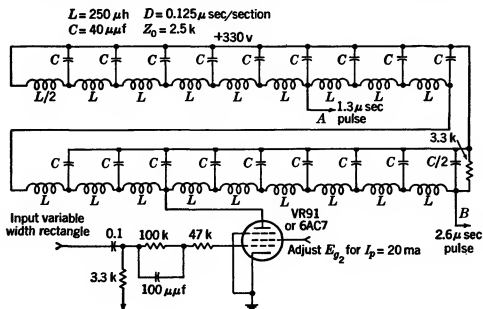 L = 250 μh D = 0.125 μ sec/section
C = 40 μμf Z₀ = 2.5 k
+330 v
C C C C C C C C C
L/2 L L L L L L L L
A 1.3 μ sec
pulse
3.3 k
C C C C C C C C C/2
L L L L L L L L L
B
2.6 μ sec
pulse
Input variable
width rectangle
VR91
or 6AC7
0.1 100 k 47 k
Adjust E_g₂ for I_p = 20 ma
3.3 k
100 μμf